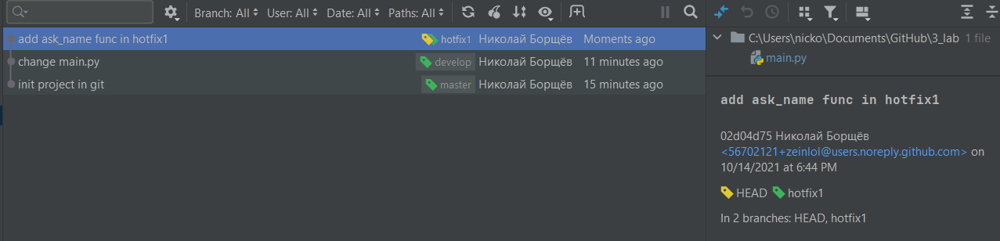 Branch: All User: All Date: All Paths: All
add ask_name func in hotfix1 hotfix1 Николай Борщёв Moments ago
change main.py develop Николай Борщёв 11 minutes ago
init project in git master Николай Борщёв 15 minutes ago
C:\Users\nicko\Documents\GitHub\3_lab 1 file
main.py
add ask_name func in hotfix1
02d04d75 Николай Борщёв
<56702121+zeinlol@users.noreply.github.com> on
10/14/2021 at 6:44 PM
HEAD hotfix1
In 2 branches: HEAD, hotfix1